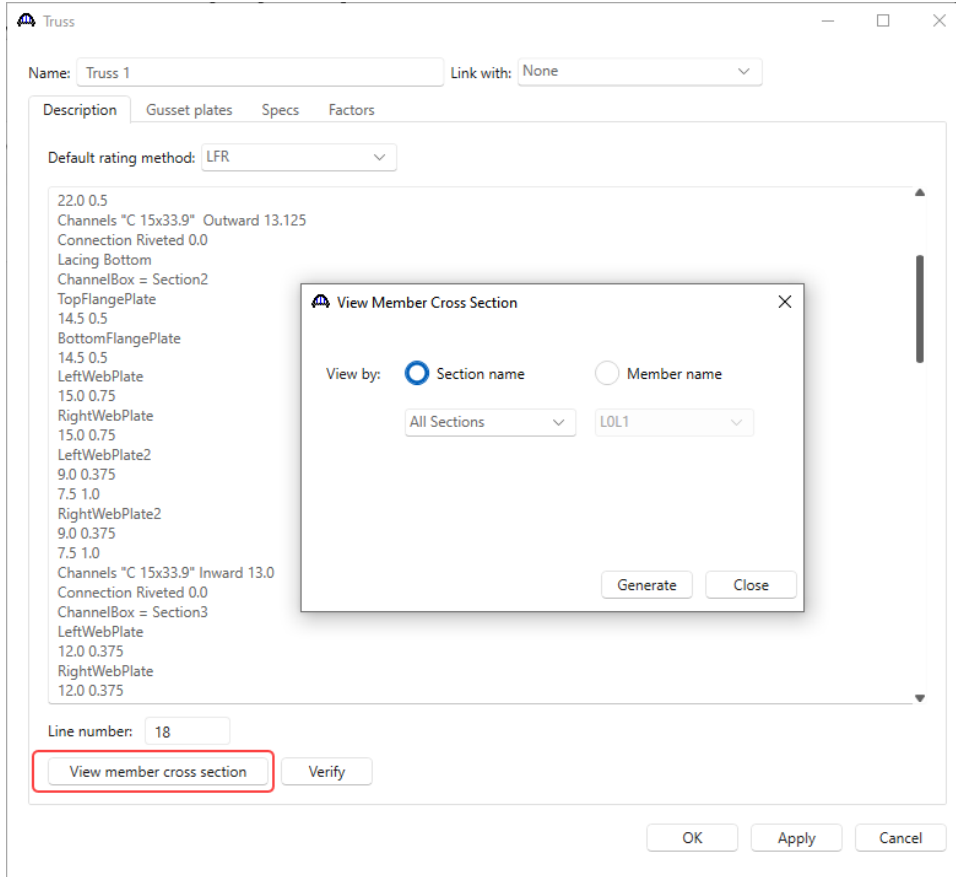 Truss
Name: Truss 1 Link with: None
Description Gusset plates Specs Factors
Default rating method: LFR
22.0 0.5
Channels "C 15x33.9"  Outward 13.125
Connection Riveted 0.0
Lacing Bottom
ChannelBox = Section2
TopFlangePlate
14.5 0.5
BottomFlangePlate
14.5 0.5
LeftWebPlate
15.0 0.75
RightWebPlate
15.0 0.75
LeftWebPlate2
9.0 0.375
7.5 1.0
RightWebPlate2
9.0 0.375
7.5 1.0
Channels "C 15x33.9" Inward 13.0
Connection Riveted 0.0
ChannelBox = Section3
LeftWebPlate
12.0 0.375
RightWebPlate
12.0 0.375
View Member Cross Section
View by: Section name Member name
All Sections L0L1
Generate Close
Line number: 18
View member cross section Verify
OK Apply Cancel